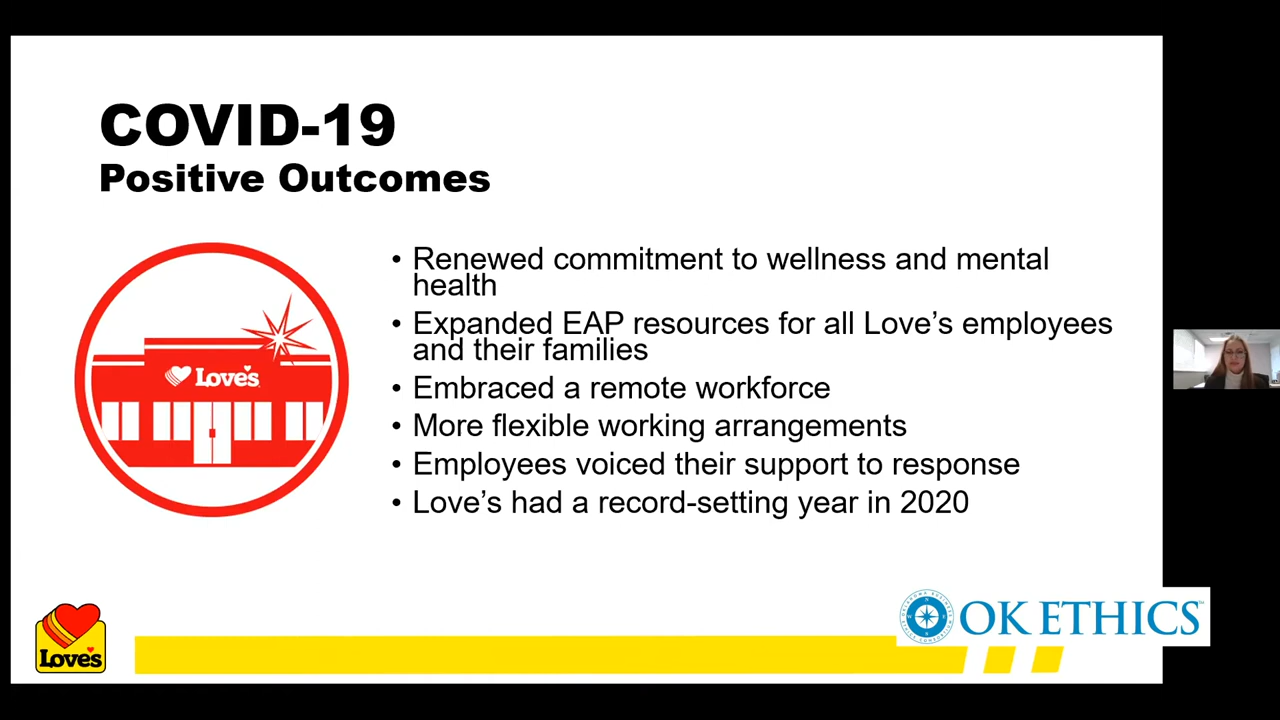 COVID-19
Positive Outcomes
• Renewed commitment to wellness and mental
health
• Expanded EAP resources for all Love's employees
and their families
• Embraced a remote workforce
• More flexible working arrangements
• Employees voiced their support to response
• Love's had a record-setting year in 2020
Love's
Love's
OK ETHICS